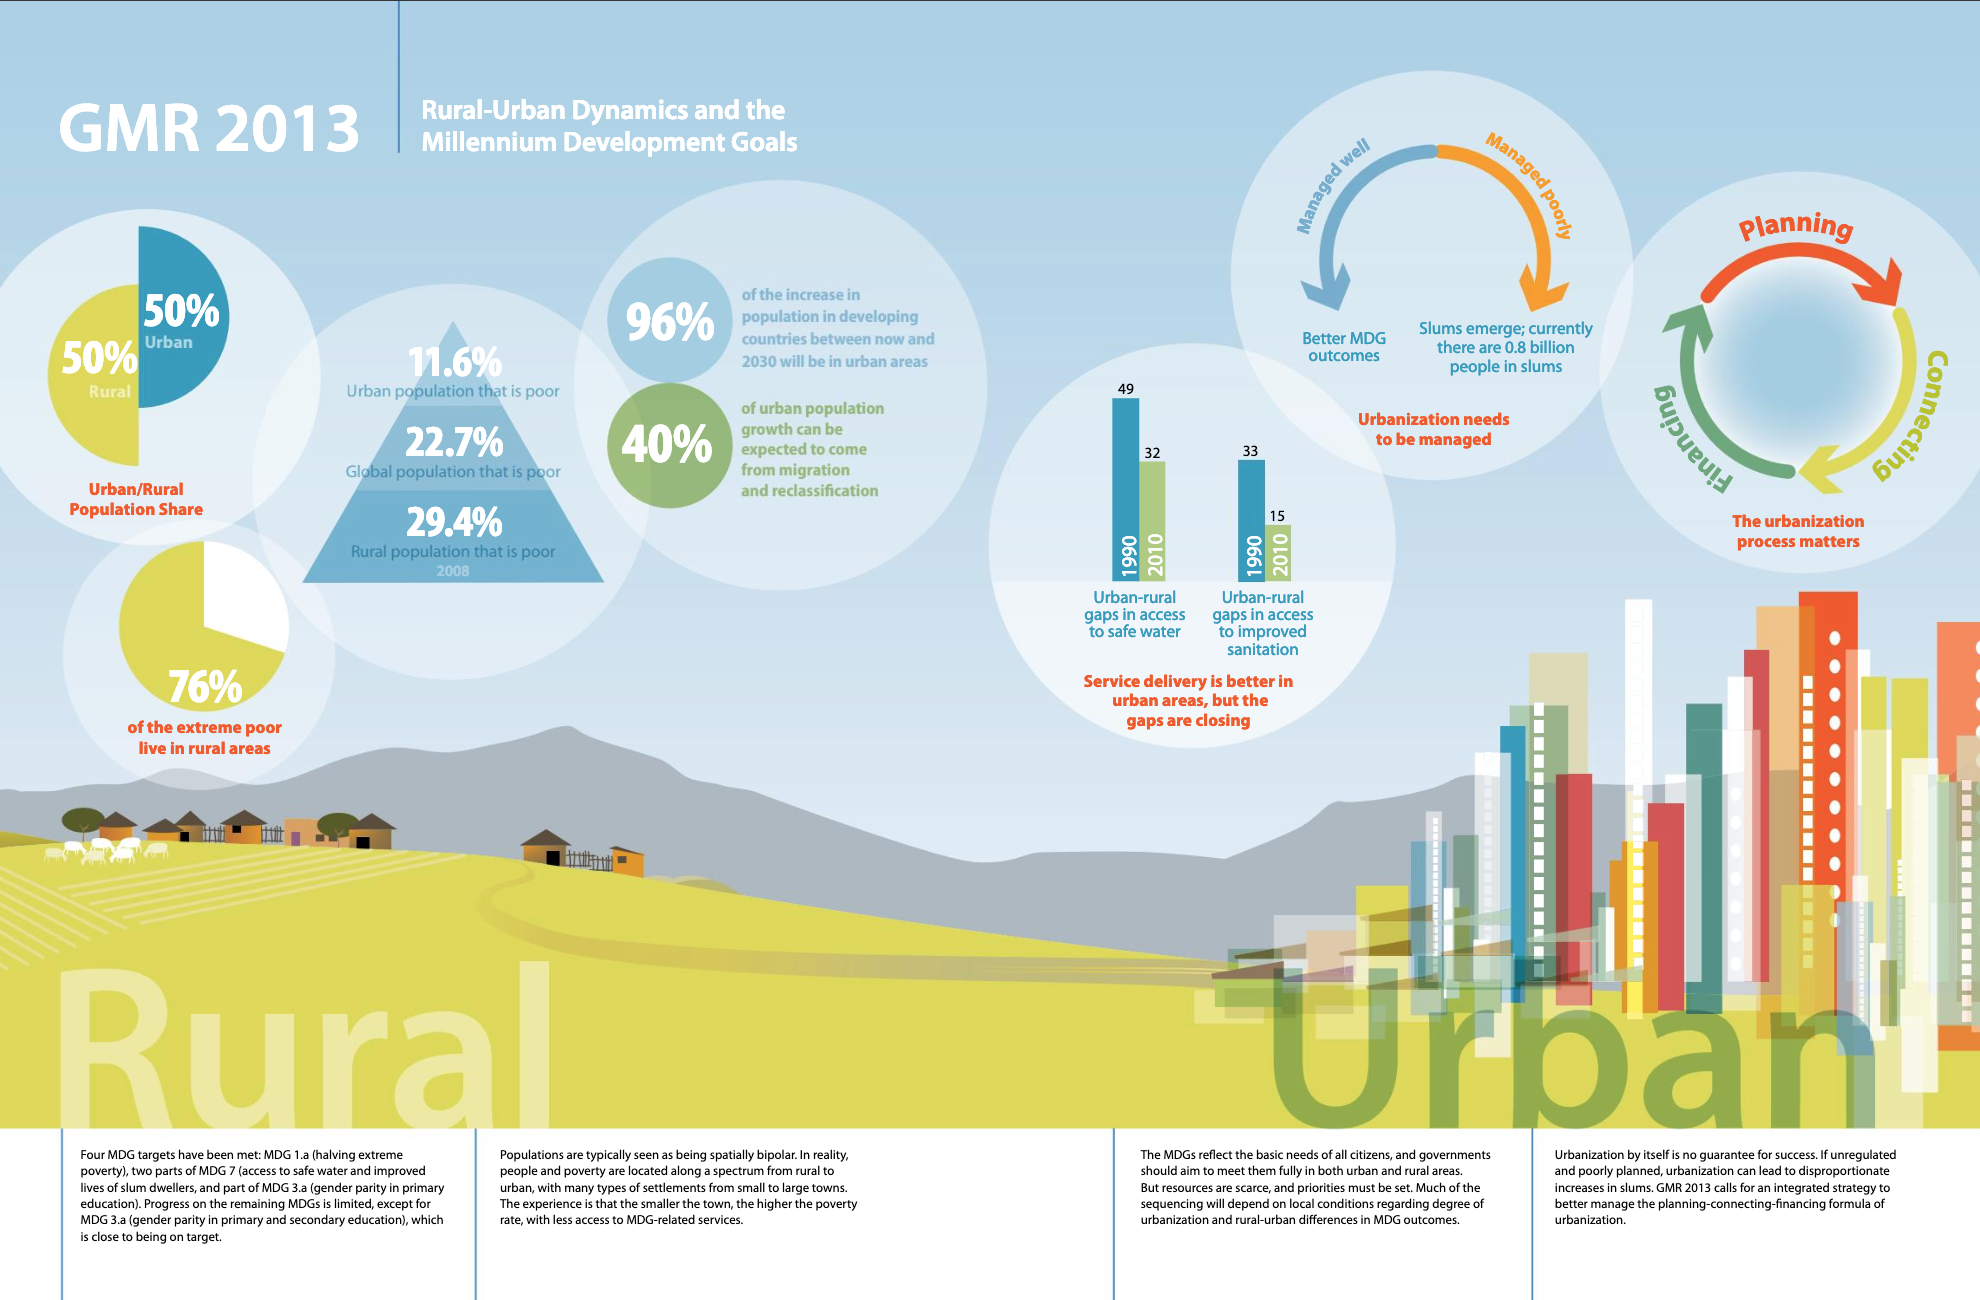 GMR 2013
Rural-Urban Dynamics and the
Millennium Development Goals
50%
Urban
50%
Rural
Urban/Rural
Population Share
76%
of the extreme poor
live in rural areas
11.6%
Urban population that is poor
22.7%
Global population that is poor
29.4%
Rural population that is poor
2008
96%
of the increase in
population in developing
countries between now and
2030 will be in urban areas
40%
of urban population
growth can be
expected to come
from migration
and reclassification
49
32
1990
2010
Urban-rural
gaps in access
to safe water
33
15
1990
2010
Urban-rural
gaps in access
to improved
sanitation
Service delivery is better in
urban areas, but the
gaps are closing
Managed well
Managed poorly
Better MDG
outcomes
Slums emerge; currently
there are 0.8 billion
people in slums
Urbanization needs
to be managed
Planning
Connecting
Financing
The urbanization
process matters
Rural
Urban
Four MDG targets have been met: MDG 1.a (halving extreme
poverty), two parts of MDG 7 (access to safe water and improved
lives of slum dwellers, and part of MDG 3.a (gender parity in primary
education). Progress on the remaining MDGs is limited, except for
MDG 3.a (gender parity in primary and secondary education), which
is close to being on target.
Populations are typically seen as being spatially bipolar. In reality,
people and poverty are located along a spectrum from rural to
urban, with many types of settlements from small to large towns.
The experience is that the smaller the town, the higher the poverty
rate, with less access to MDG-related services.
The MDGs reflect the basic needs of all citizens, and governments
should aim to meet them fully in both urban and rural areas.
But resources are scarce, and priorities must be set. Much of the
sequencing will depend on local conditions regarding degree of
urbanization and rural-urban differences in MDG outcomes.
Urbanization by itself is no guarantee for success. If unregulated
and poorly planned, urbanization can lead to disproportionate
increases in slums. GMR 2013 calls for an integrated strategy to
better manage the planning-connecting-financing formula of
urbanization.